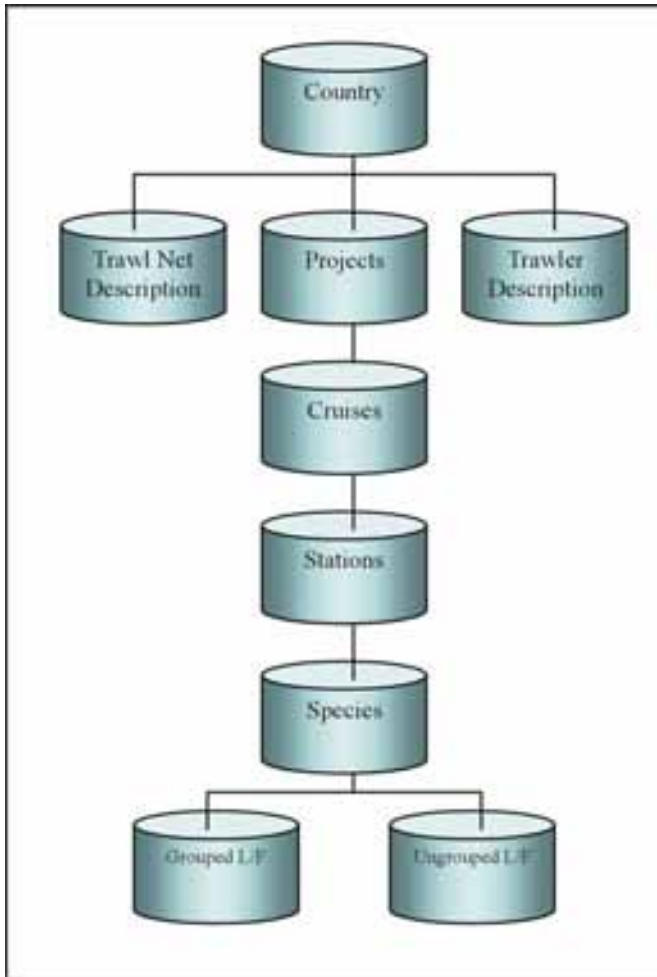 Country
Trawl Net
Description
Projects
Trawler
Description
Cruises
Stations
Species
Grouped L/F
Ungrouped L/F